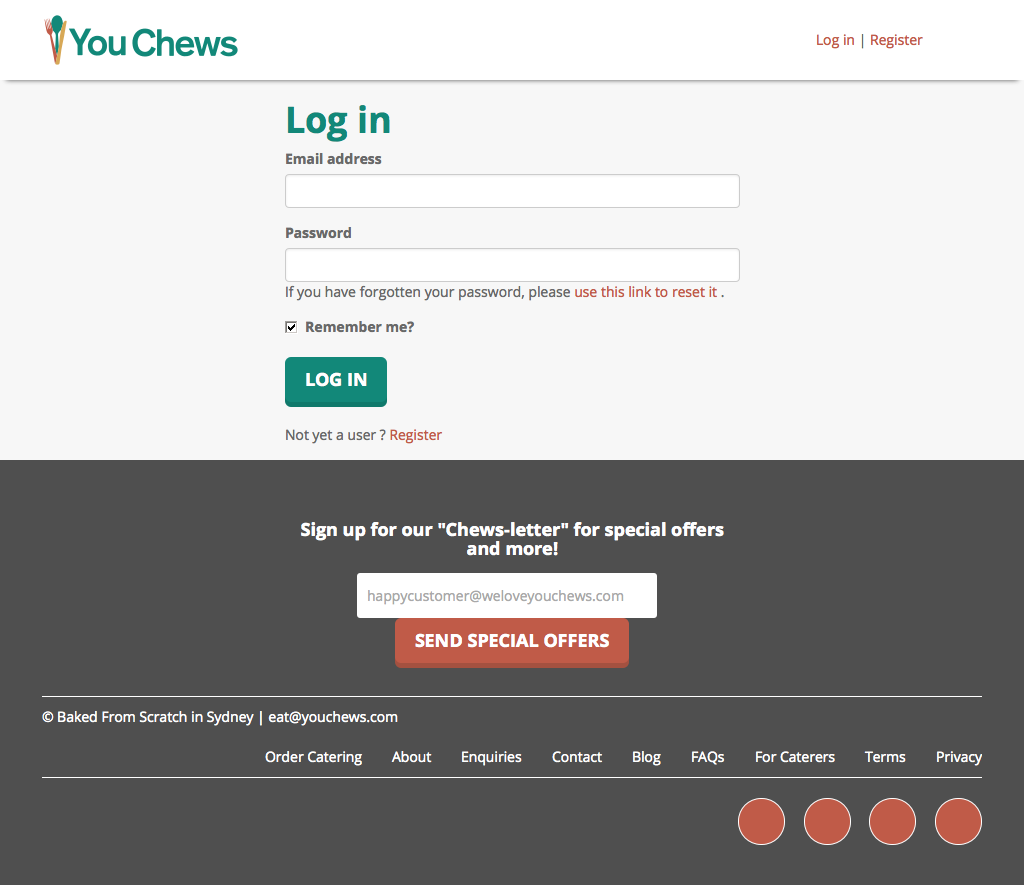 You Chews
Log in | Register
Log in
Email address
Password
If you have forgotten your password, please use this link to reset it .
Remember me?
LOG IN
Not yet a user ? Register
Sign up for our "Chews-letter" for special offers
and more!
happycustomer@weloveyouchews.com
SEND SPECIAL OFFERS
© Baked From Scratch in Sydney | eat@youchews.com
Order Catering About Enquiries Contact Blog FAQs For Caterers Terms Privacy